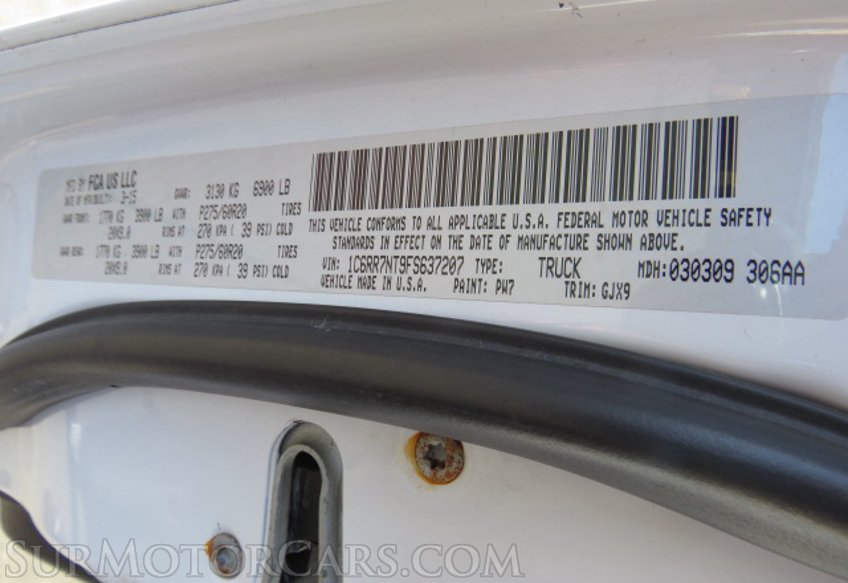 MFD BY FCA US LLC
DATE OF MFR 3-15 GVWR: 3130 KG 6900 LB
GAWR FRONT: 1770 KG 3900 LB WITH P275/60R20 TIRES
20X9.0 RIMS AT 270 KPA ( 39 PSI) COLD
GAWR REAR: 1770 KG 3900 LB WITH P275/60R20 TIRES
20X9.0 RIMS AT 270 KPA ( 39 PSI) COLD
THIS VEHICLE CONFORMS TO ALL APPLICABLE U.S.A. FEDERAL MOTOR VEHICLE SAFETY
STANDARDS IN EFFECT ON THE DATE OF MANUFACTURE SHOWN ABOVE.
VIN: 1C6RR7NT9FS637207 TYPE: TRUCK MDH: 030309 306AA
VEHICLE MADE IN U.S.A. PAINT: PW7 TRIM: GJX9
SURMOTORCARS.COM